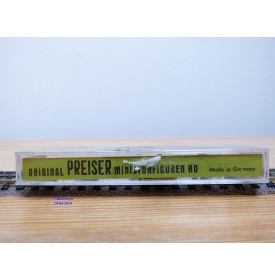 ORIGINAL PREISER MINIATURFIGUREN HO Made in Germany